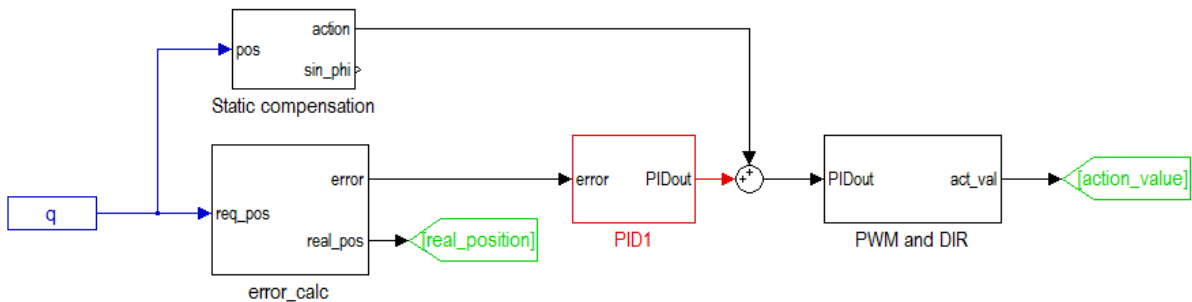 action
pos
sin_phi
Static compensation
error
error
PIDout
PIDout
act_val
[action_value]
q
req_pos
real_pos
[real_position]
PID1
PWM and DIR
error_calc